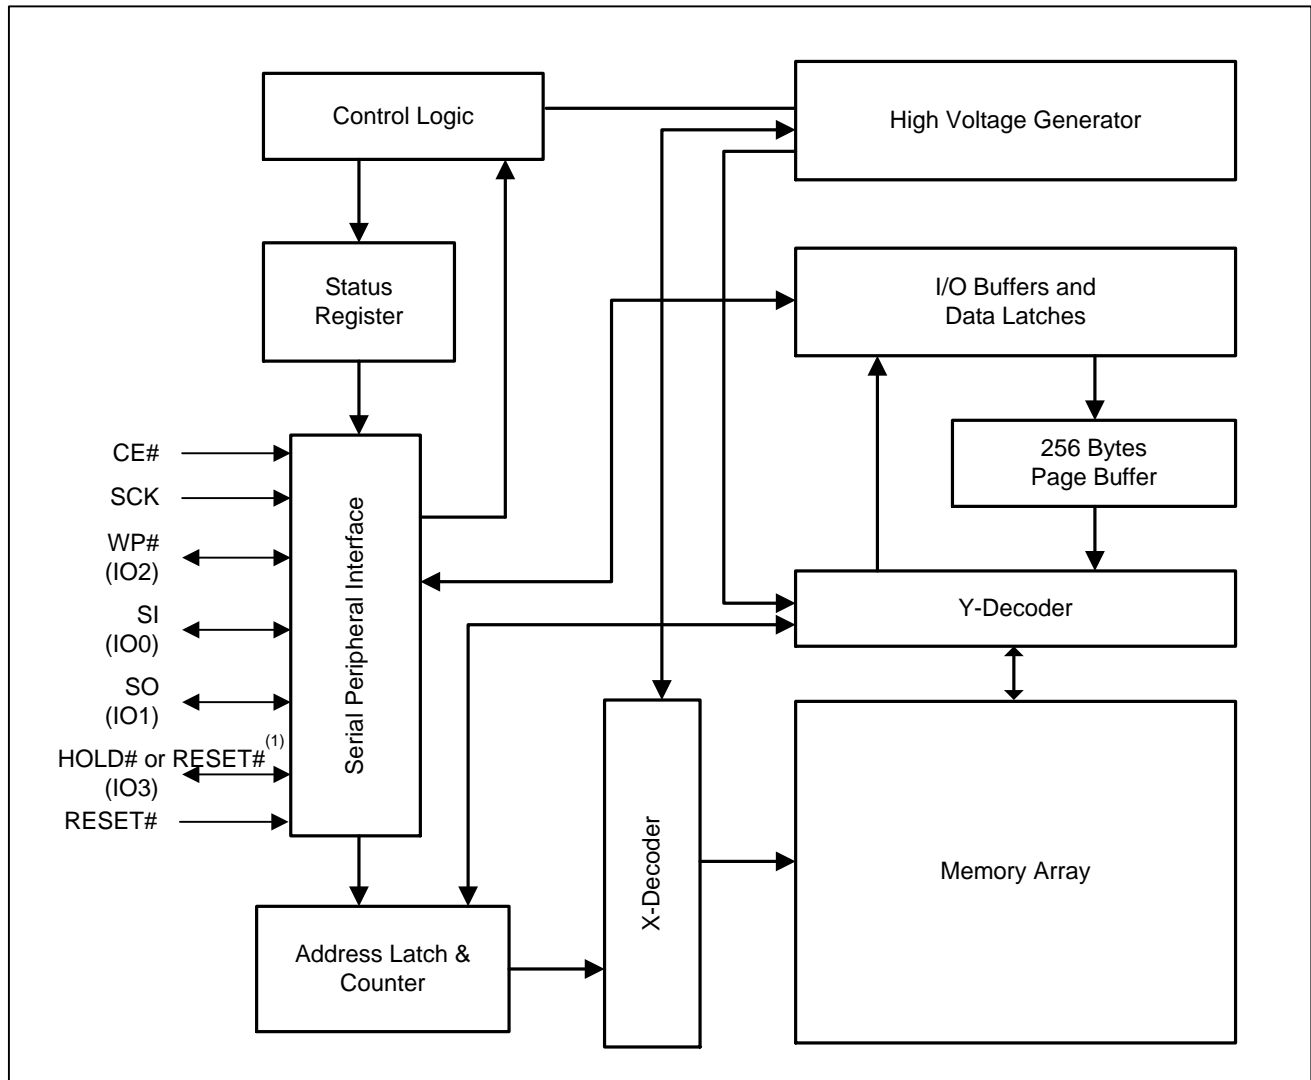 Control Logic
High Voltage Generator
Status
Register
I/O Buffers and
Data Latches
256 Bytes
Page Buffer
Y-Decoder
CE#
SCK
WP#
(IO2)
SI
(IO0)
SO
(IO1)
HOLD# or RESET#(1)
(IO3)
RESET#
Serial Peripheral Interface
X-Decoder
Memory Array
Address Latch &
Counter